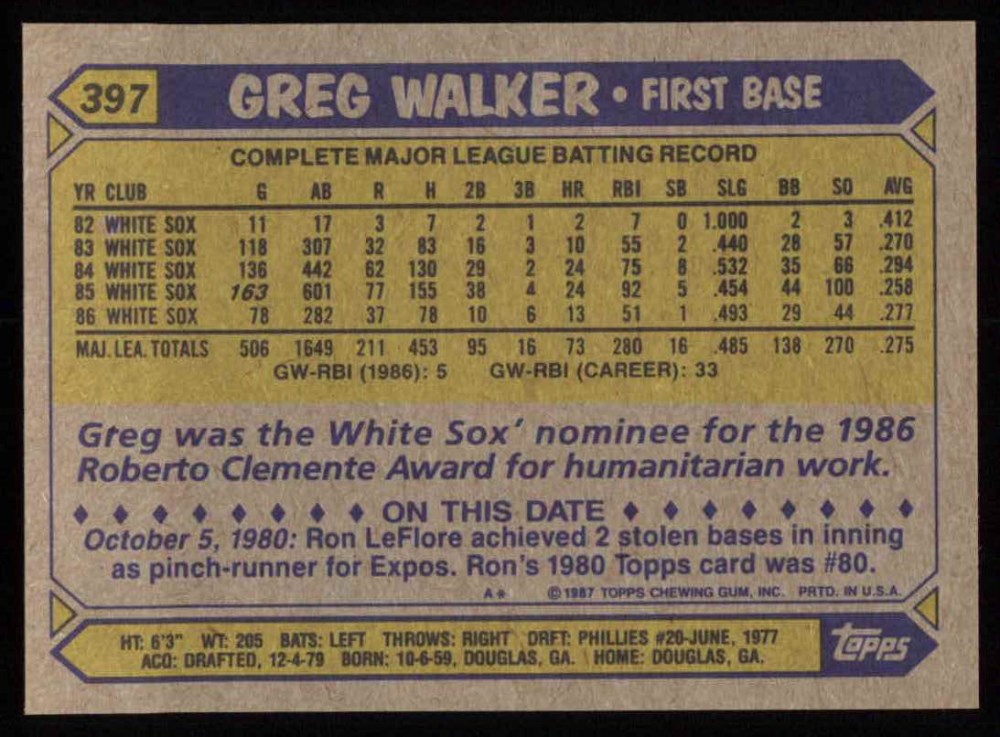 397 GREG WALKER • FIRST BASE
COMPLETE MAJOR LEAGUE BATTING RECORD
YR CLUB G AB R H 2B 3B HR RBI SB SLG BB SO AVG
82 WHITE SOX 11 17 3 7 2 1 2 7 0 1.000 2 3 .412
83 WHITE SOX 118 307 32 83 16 3 10 55 2 .440 28 57 .270
84 WHITE SOX 136 442 62 130 29 2 24 75 8 .532 35 66 .294
85 WHITE SOX 163 601 77 155 38 4 24 92 5 .454 44 100 .258
86 WHITE SOX 78 282 37 78 10 6 13 51 1 .493 29 44 .277
MAJ. LEA. TOTALS 506 1649 211 453 95 16 73 280 16 .485 138 270 .275
GW-RBI (1986): 5 GW-RBI (CAREER): 33
Greg was the White Sox' nominee for the 1986
Roberto Clemente Award for humanitarian work.
♦ ♦ ♦ ♦ ♦ ♦ ♦ ♦ ON THIS DATE ♦ ♦ ♦ ♦ ♦ ♦ ♦ ♦
October 5, 1980: Ron LeFlore achieved 2 stolen bases in inning
as pinch-runner for Expos. Ron's 1980 Topps card was #80.
A* © 1987 TOPPS CHEWING GUM, INC. PRTD. IN U.S.A.
HT: 6'3" WT: 205 BATS: LEFT THROWS: RIGHT DRFT: PHILLIES #20-JUNE, 1977
ACQ: DRAFTED, 12-4-79 BORN: 10-6-59, DOUGLAS, GA. HOME: DOUGLAS, GA.
Topps